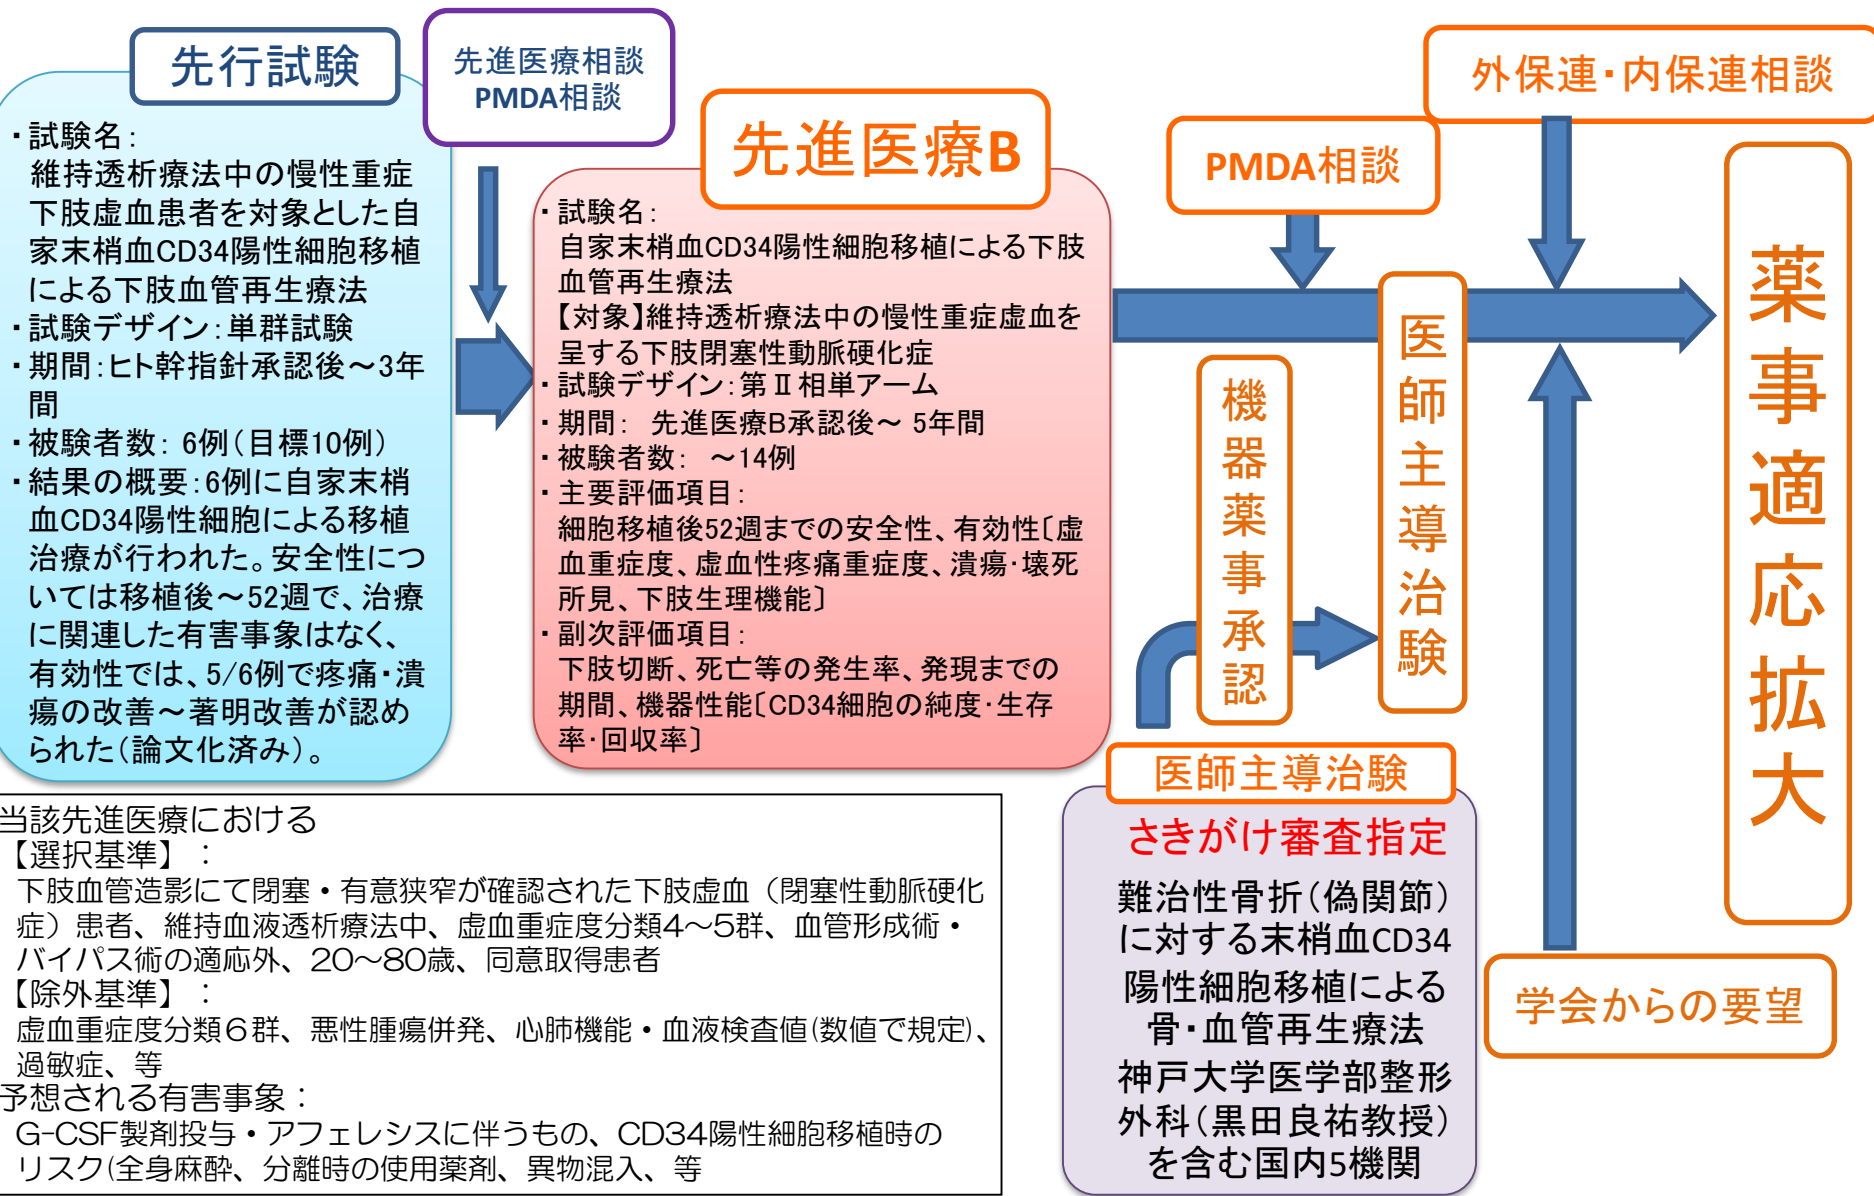 先行試験
・試験名：
維持透析療法中の慢性重症
下肢虚血患者を対象とした自
家末梢血CD34陽性細胞移植
による下肢血管再生療法
・試験デザイン：単群試験
・期間：ヒト幹指針承認後～3年
間
・被験者数： 6例（目標10例）
・結果の概要：6例に自家末梢
血CD34陽性細胞による移植
治療が行われた。安全性につ
いては移植後～52週で、治療
に関連した有害事象はなく、
有効性では、5/6例で疼痛・潰
瘍の改善～著明改善が認め
られた（論文化済み）。
先進医療相談
PMDA相談
先進医療B
・試験名：
自家末梢血CD34陽性細胞移植による下肢
血管再生療法
【対象】維持透析療法中の慢性重症虚血を
呈する下肢閉塞性動脈硬化症
・試験デザイン：第Ⅱ相単アーム
・期間： 先進医療B承認後～ 5年間
・被験者数： ～14例
・主要評価項目：
細胞移植後52週までの安全性、有効性〔虚
血重症度、虚血性疼痛重症度、潰瘍・壊死
所見、下肢生理機能〕
・副次評価項目：
下肢切断、死亡等の発生率、発現までの
期間、機器性能〔CD34細胞の純度・生存
率・回収率〕
PMDA相談
外保連・内保連相談
機器薬事承認
医師主導治験
薬事適応拡大
医師主導治験
さきがけ審査指定
難治性骨折（偽関節）
に対する末梢血CD34
陽性細胞移植による
骨・血管再生療法
神戸大学医学部整形
外科（黒田良祐教授）
を含む国内5機関
学会からの要望
当該先進医療における
【選択基準】：
下肢血管造影にて閉塞・有意狭窄が確認された下肢虚血（閉塞性動脈硬化
症）患者、維持血液透析療法中、虚血重症度分類4～5群、血管形成術・
バイパス術の適応外、20～80歳、同意取得患者
【除外基準】：
虚血重症度分類６群、悪性腫瘍併発、心肺機能・血液検査値(数値で規定)、
過敏症、等
予想される有害事象：
G-CSF製剤投与・アフェレシスに伴うもの、CD34陽性細胞移植時の
リスク(全身麻酔、分離時の使用薬剤、異物混入、等